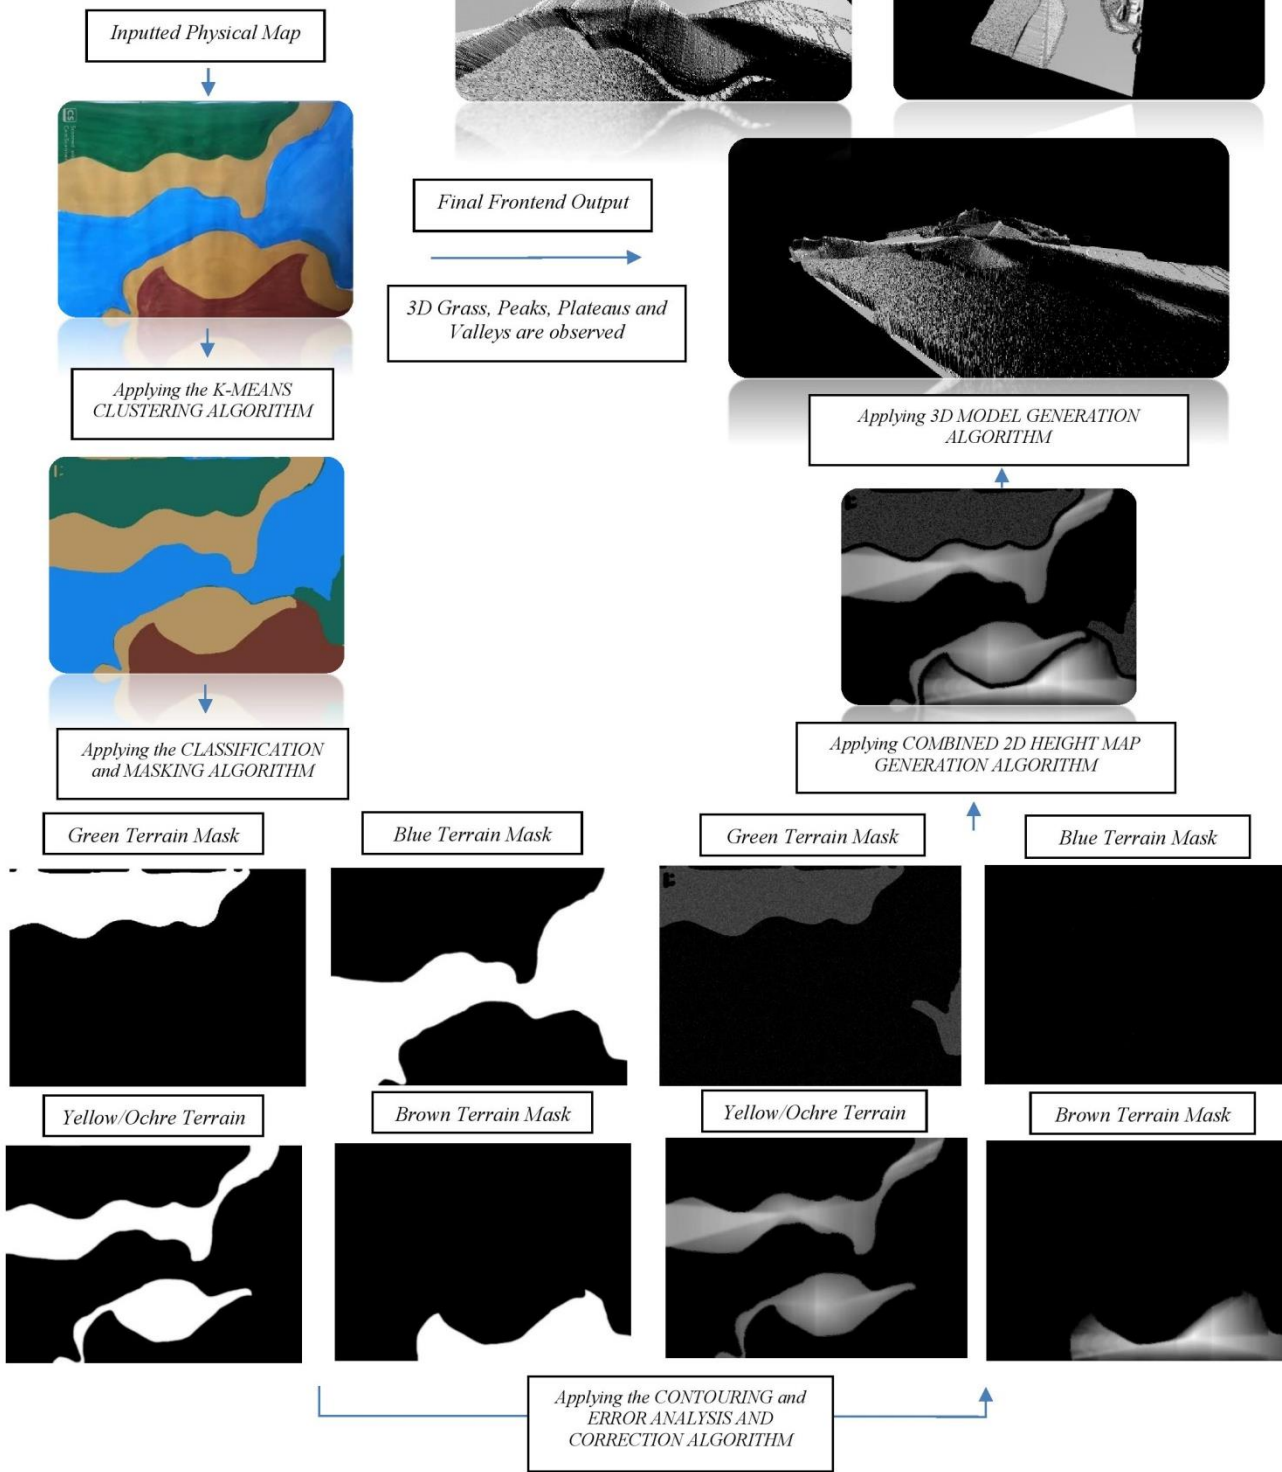 Inputted Physical Map
CS
Final Frontend Output
3D Grass, Peaks, Plateaus and
Valleys are observed
Applying the K-MEANS
CLUSTERING ALGORITHM
Applying 3D MODEL GENERATION
ALGORITHM
Applying the CLASSIFICATION
and MASKING ALGORITHM
Applying COMBINED 2D HEIGHT MAP
GENERATION ALGORITHM
Green Terrain Mask
Blue Terrain Mask
Green Terrain Mask
Blue Terrain Mask
Yellow/Ochre Terrain
Brown Terrain Mask
Yellow/Ochre Terrain
Brown Terrain Mask
Applying the CONTOURING and
ERROR ANALYSIS AND
CORRECTION ALGORITHM